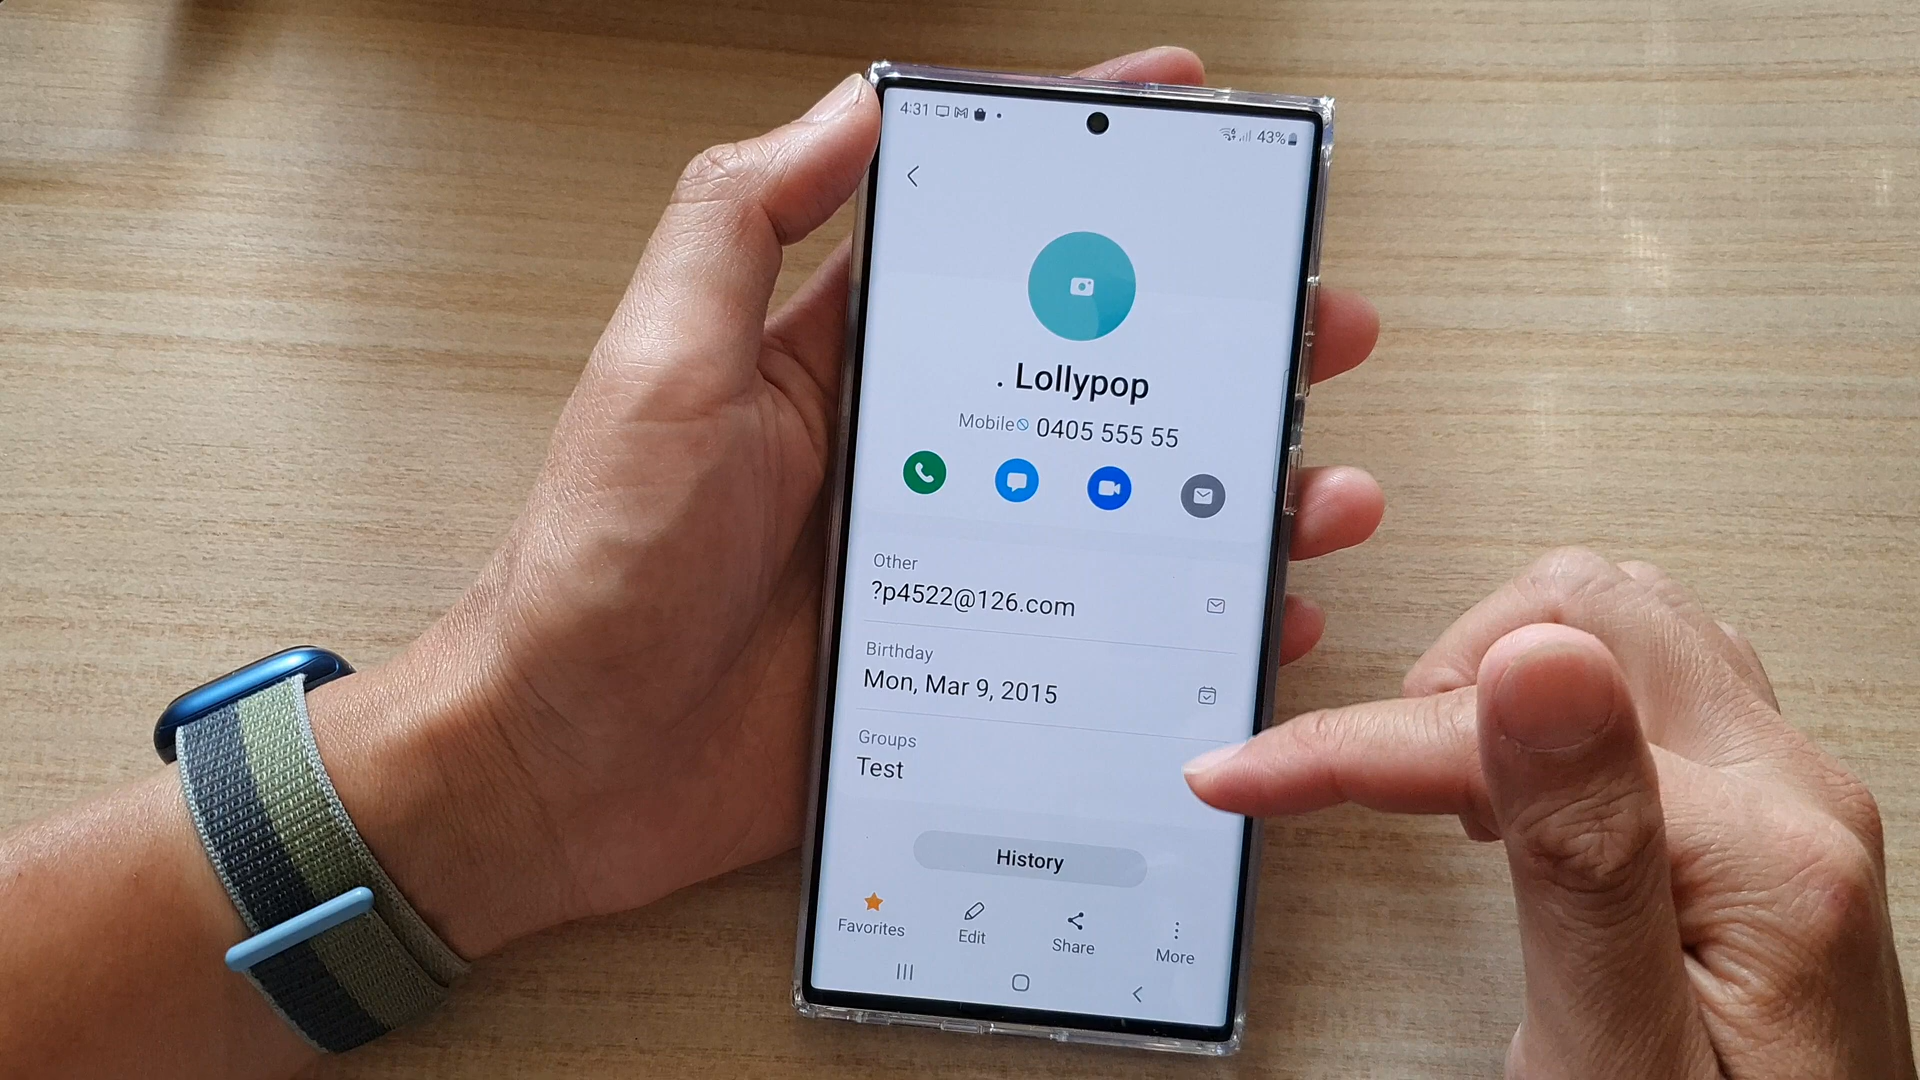 4:31 43%
. Lollypop
Mobile 0405 555 55
Other
?p4522@126.com
Birthday
Mon, Mar 9, 2015
Groups
Test
History
Favorites Edit Share More